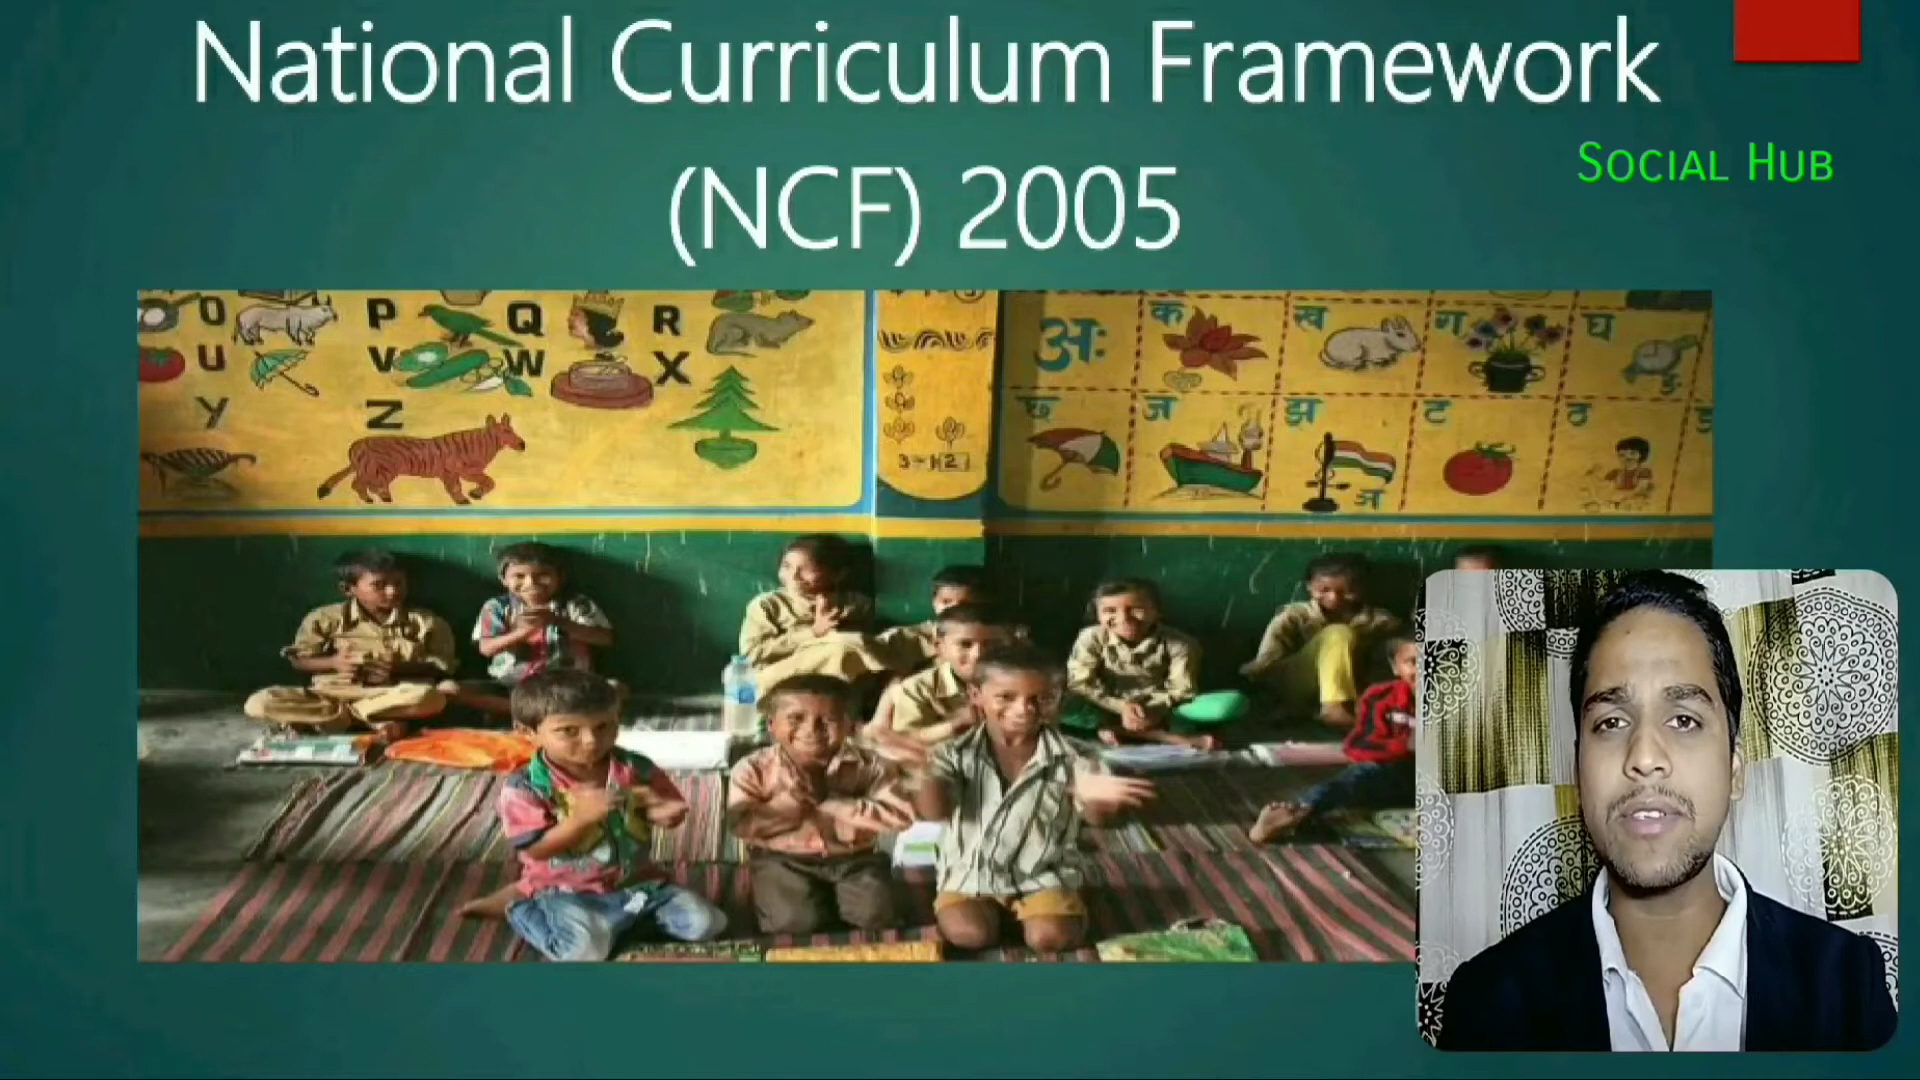 National Curriculum Framework
(NCF) 2005
SOCIAL HUB
O P Q R
U V W X
Y Z
अः क ख ग घ
छ ज झ ट ठ
अ